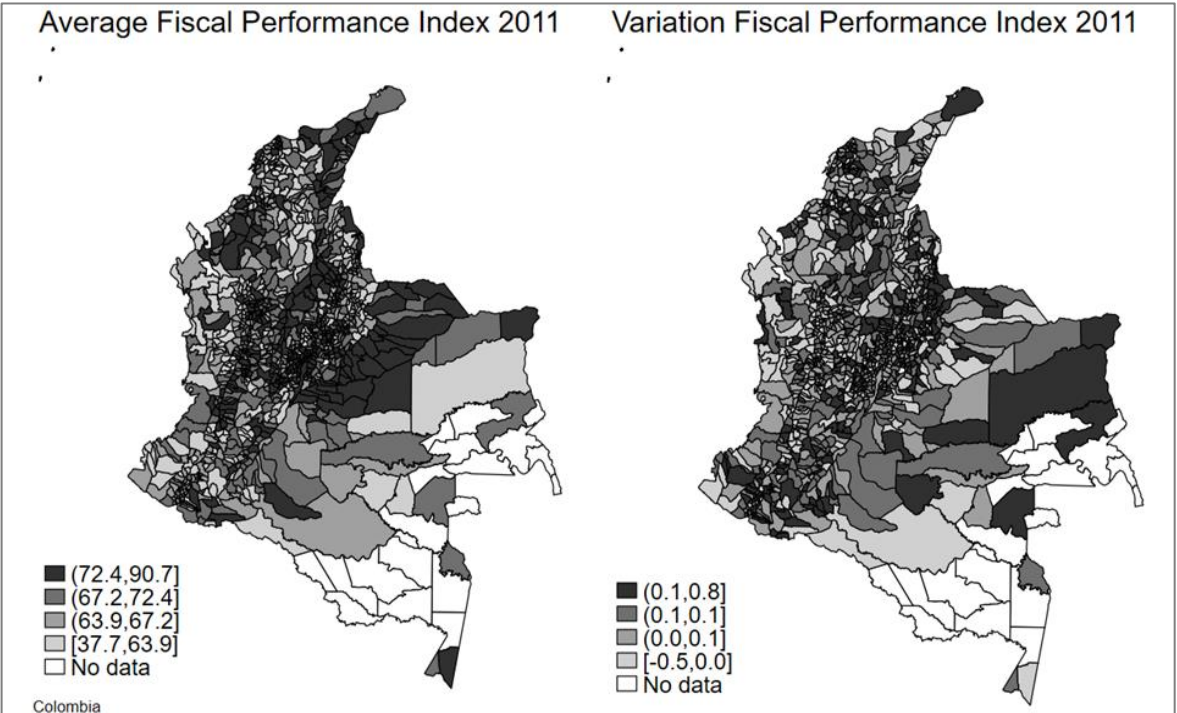 Average Fiscal Performance Index 2011
Variation Fiscal Performance Index 2011
(72.4,90.7]
(67.2,72.4]
(63.9,67.2]
[37.7,63.9]
No data
Colombia
(0.1,0.8]
(0.1,0.1]
(0.0,0.1]
[-0.5,0.0]
No data